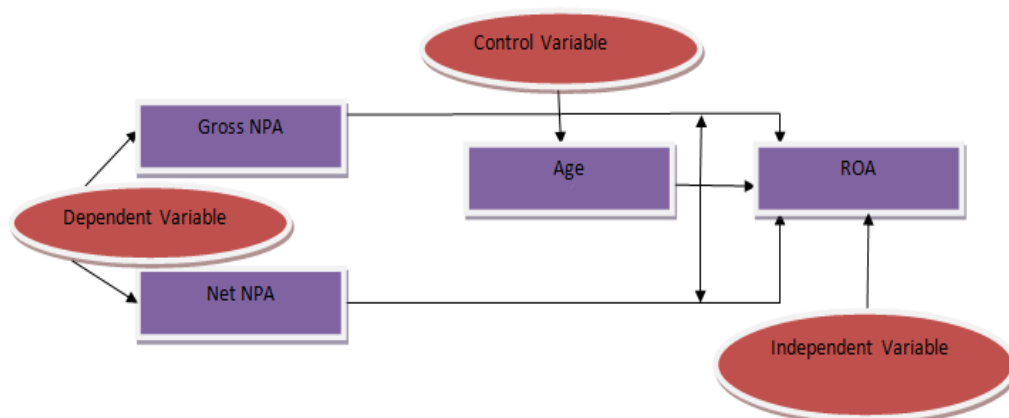 Control Variable
Gross NPA
Age
ROA
Dependent Variable
Net NPA
Independent Variable